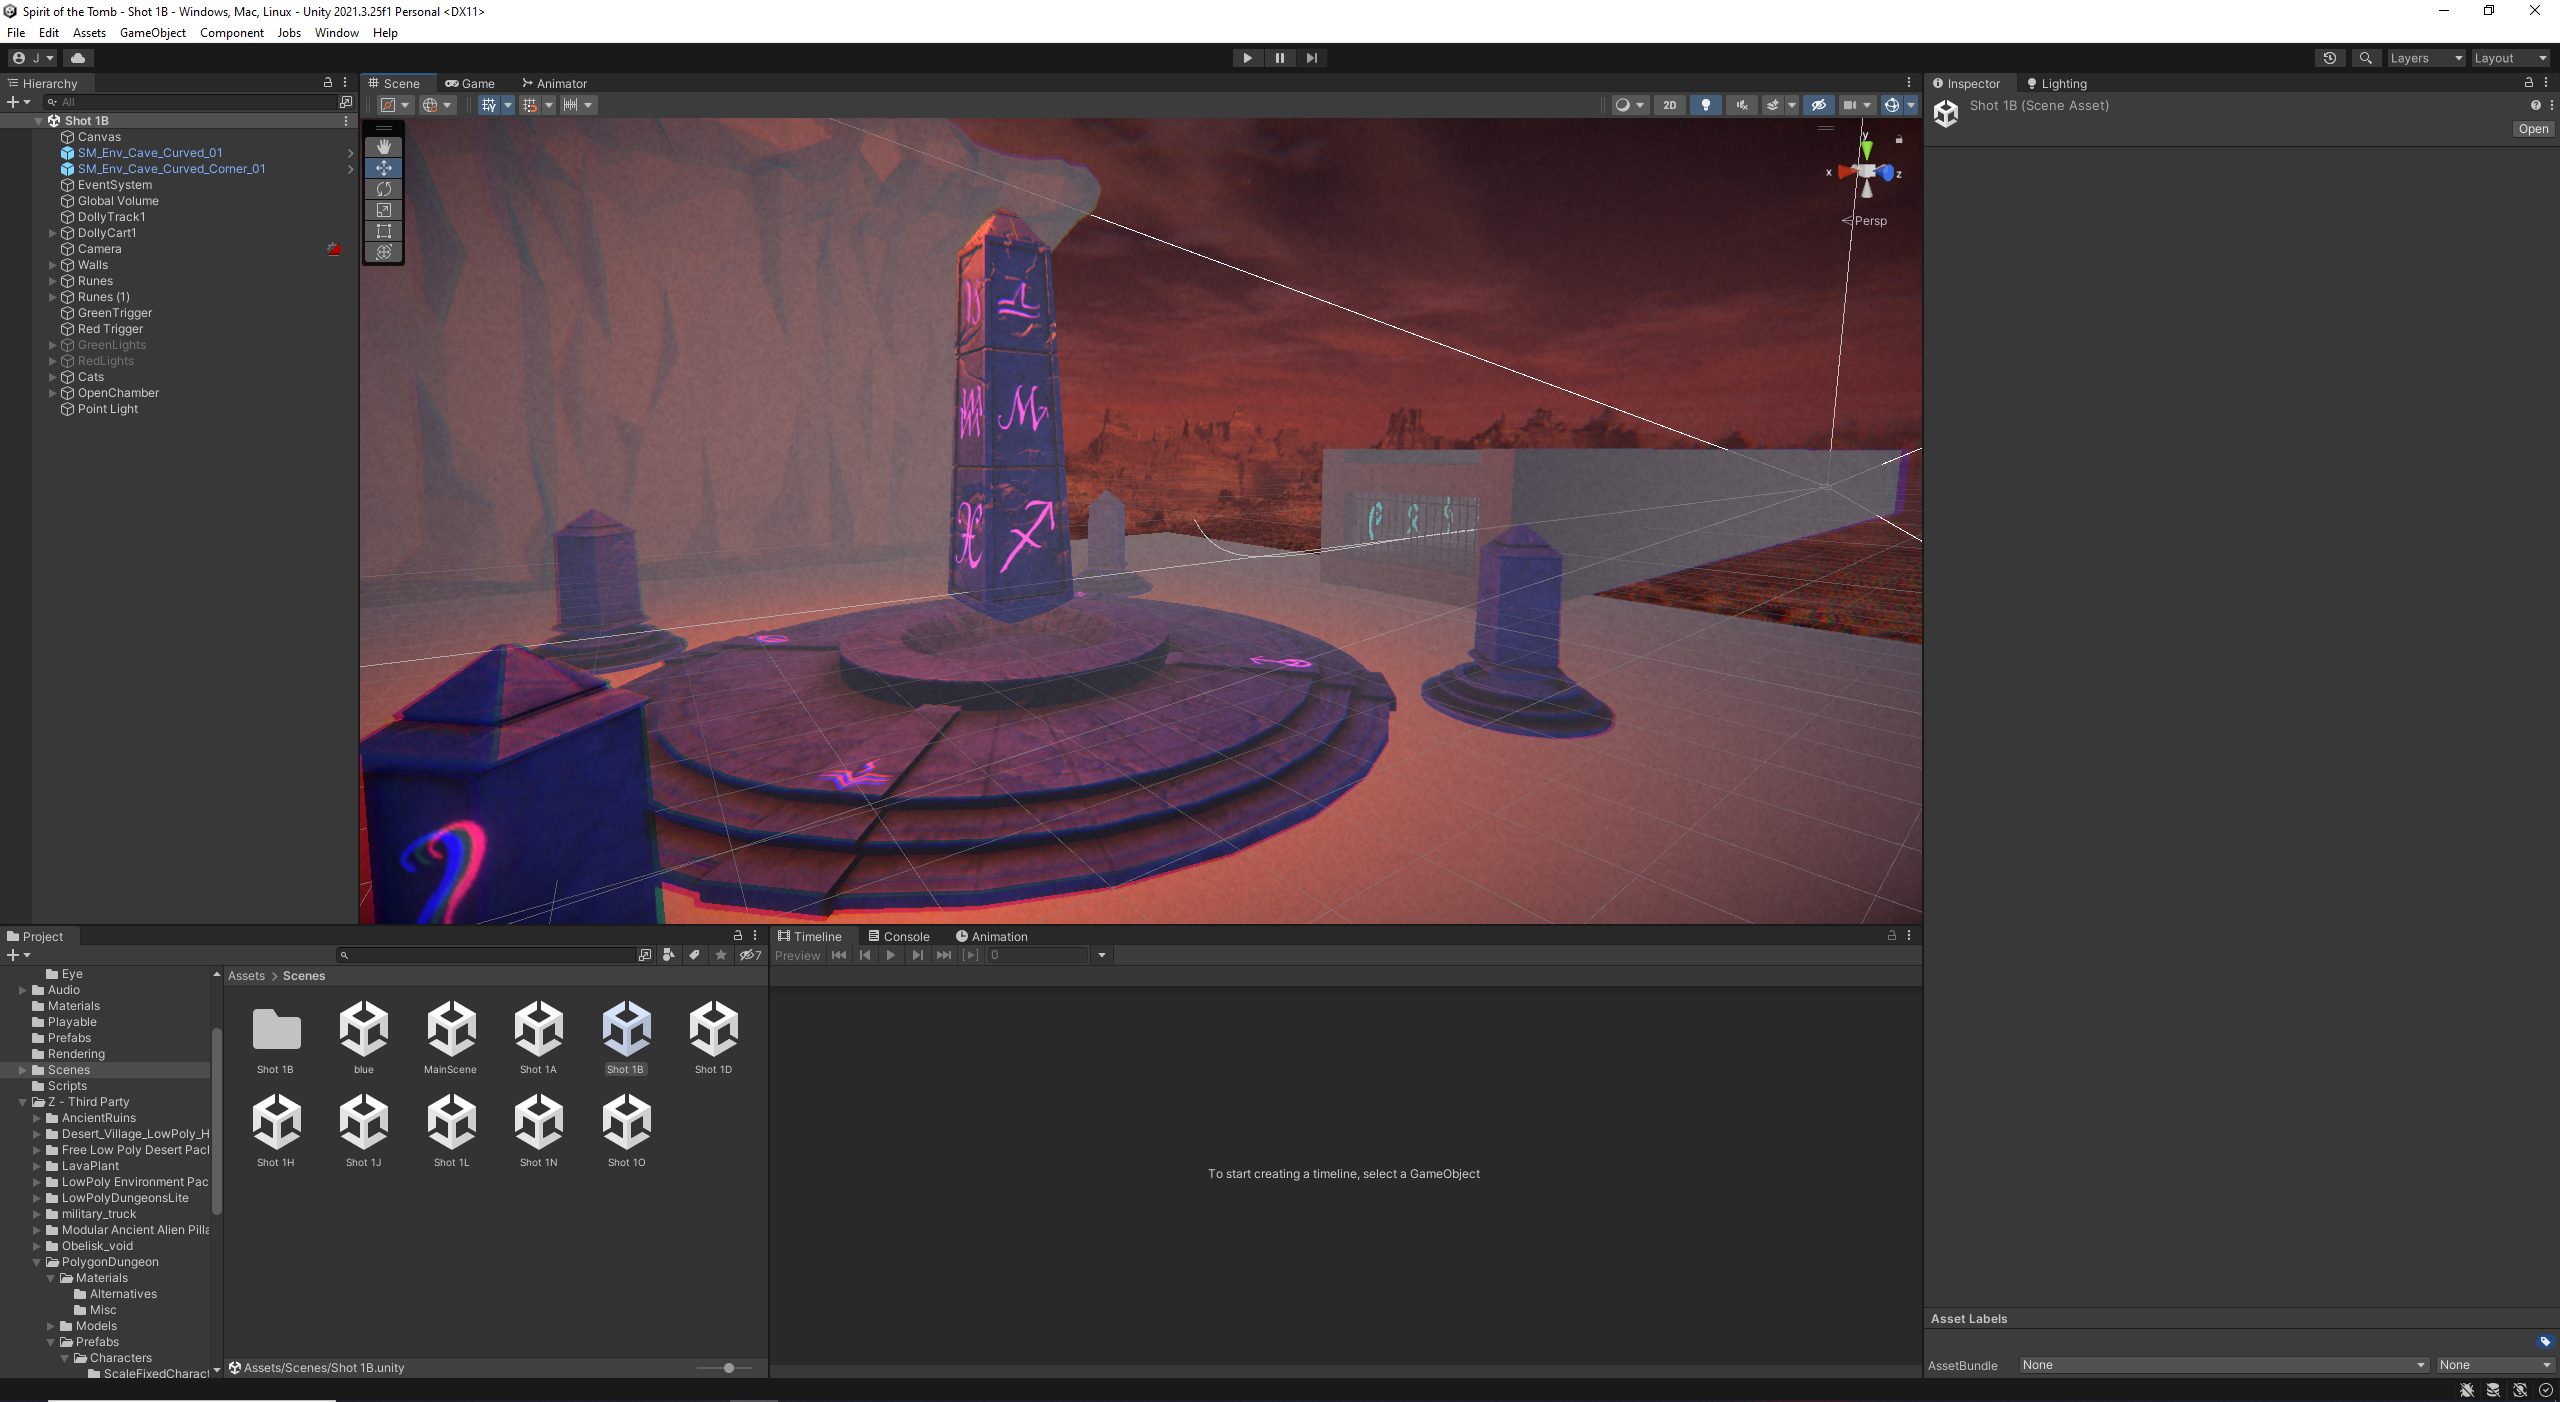 Spirit of the Tomb - Shot 1B - Windows, Mac, Linux - Unity 2021.3.25f1 Personal <DX11>
File Edit Assets GameObject Component Jobs Window Help
J
Layers Layout
Hierarchy
All
Shot 1B
Canvas
SM_Env_Cave_Curved_01
SM_Env_Cave_Curved_Corner_01
EventSystem
Global Volume
DollyTrack1
DollyCart1
Camera
Walls
Runes
Runes (1)
GreenTrigger
Red Trigger
GreenLights
RedLights
Cats
OpenChamber
Point Light
Scene Game Animator
2D
y
x z
Persp
Inspector Lighting
Shot 1B (Scene Asset)
Open
Project
7
Eye
Audio
Materials
Playable
Prefabs
Rendering
Scenes
Scripts
Z - Third Party
AncientRuins
Desert_Village_LowPoly_H
Free Low Poly Desert Pacl
LavaPlant
LowPoly Environment Pac
LowPolyDungeonsLite
military_truck
Modular Ancient Alien Pilla
Obelisk_void
PolygonDungeon
Materials
Alternatives
Misc
Models
Prefabs
Characters
ScaleFixedCharact
Assets > Scenes
Shot 1B blue MainScene Shot 1A Shot 1B Shot 1D
Shot 1H Shot 1J Shot 1L Shot 1N Shot 1O
Assets/Scenes/Shot 1B.unity
Timeline Console Animation
Preview 0
To start creating a timeline, select a GameObject
Asset Labels
AssetBundle None None